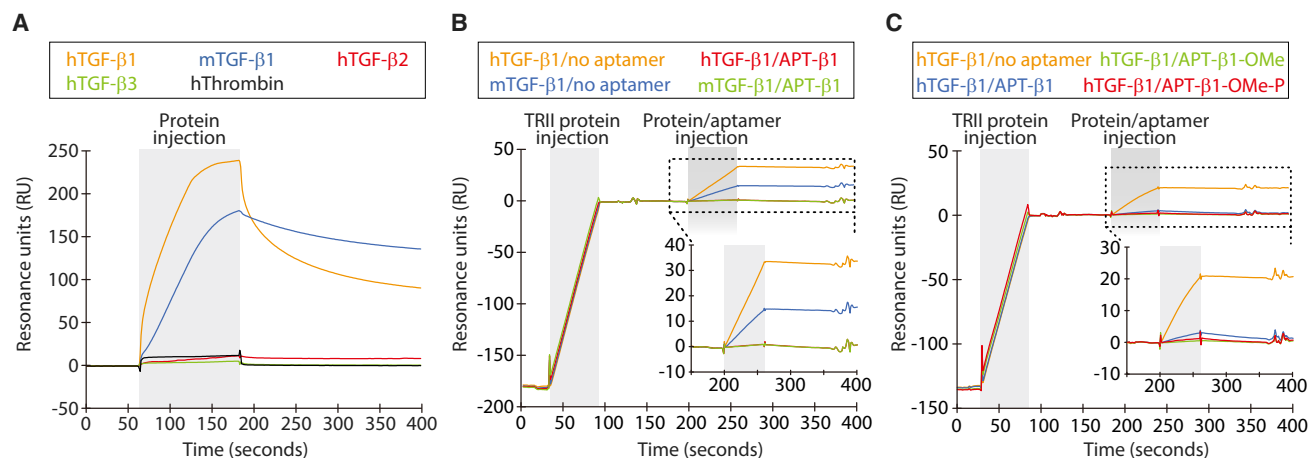 A
hTGF-β1 mTGF-β1 hTGF-β2
hTGF-β3 hThrombin
Protein
injection
250
200
150
100
50
0
-50
Resonance units (RU)
0 50 100 150 200 250 300 350 400
Time (seconds)
B
hTGF-β1/no aptamer hTGF-β1/APT-β1
mTGF-β1/no aptamer mTGF-β1/APT-β1
TRII protein
injection
Protein/aptamer
injection
50
0
-50
-100
-150
-200
Resonance units (RU)
0 50 100 150 200 250 300 350 400
Time (seconds)
40
30
20
10
0
-10
200 250 300 350 400
C
hTGF-β1/no aptamer hTGF-β1/APT-β1-OMe
hTGF-β1/APT-β1 hTGF-β1/APT-β1-OMe-P
TRII protein
injection
Protein/aptamer
injection
50
0
-50
-100
-150
Resonance units (RU)
0 50 100 150 200 250 300 350 400
Time (seconds)
30
20
10
0
-10
200 250 300 350 400